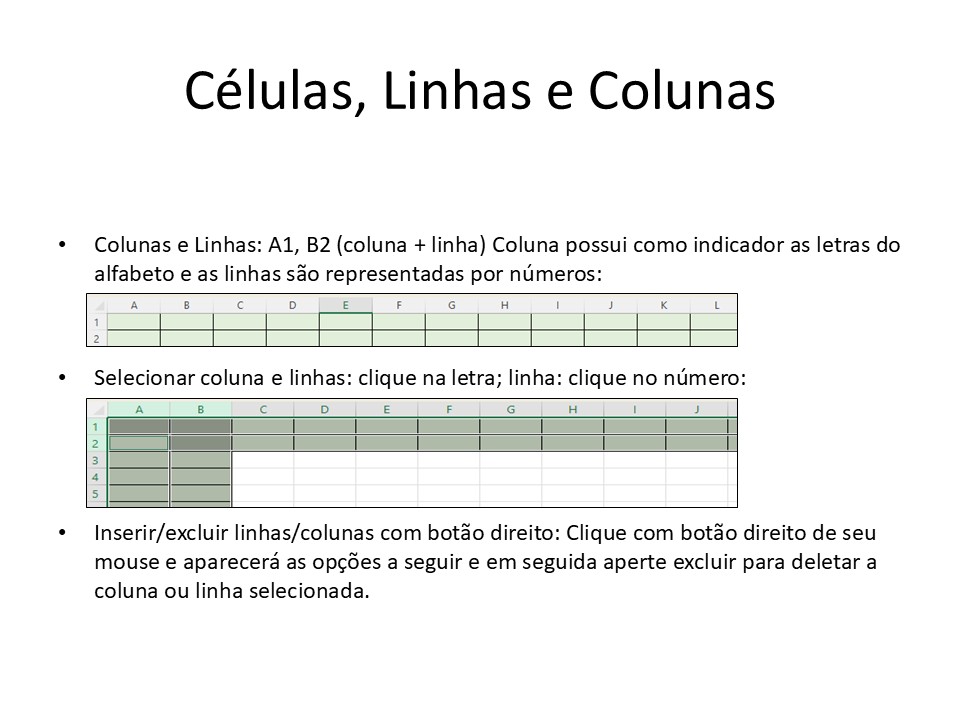 Células, Linhas e Colunas
• Colunas e Linhas: A1, B2 (coluna + linha) Coluna possui como indicador as letras do
alfabeto e as linhas são representadas por números:
A B C D E F G H I J K L
1
2
• Selecionar coluna e linhas: clique na letra; linha: clique no número:
A B C D E F G H I J
1
2
3
4
5
• Inserir/excluir linhas/colunas com botão direito: Clique com botão direito de seu
mouse e aparecerá as opções a seguir e em seguida aperte excluir para deletar a
coluna ou linha selecionada.